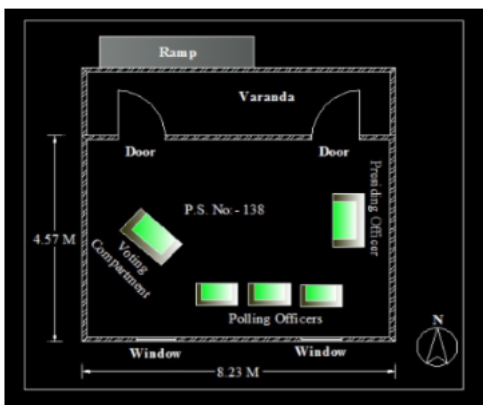 Ramp
Varanda
Door
Door
P.S. No:- 138
Presiding Officer
4.57 M
Voting
Compartment
Polling Officers
N
Window
Window
8.23 M